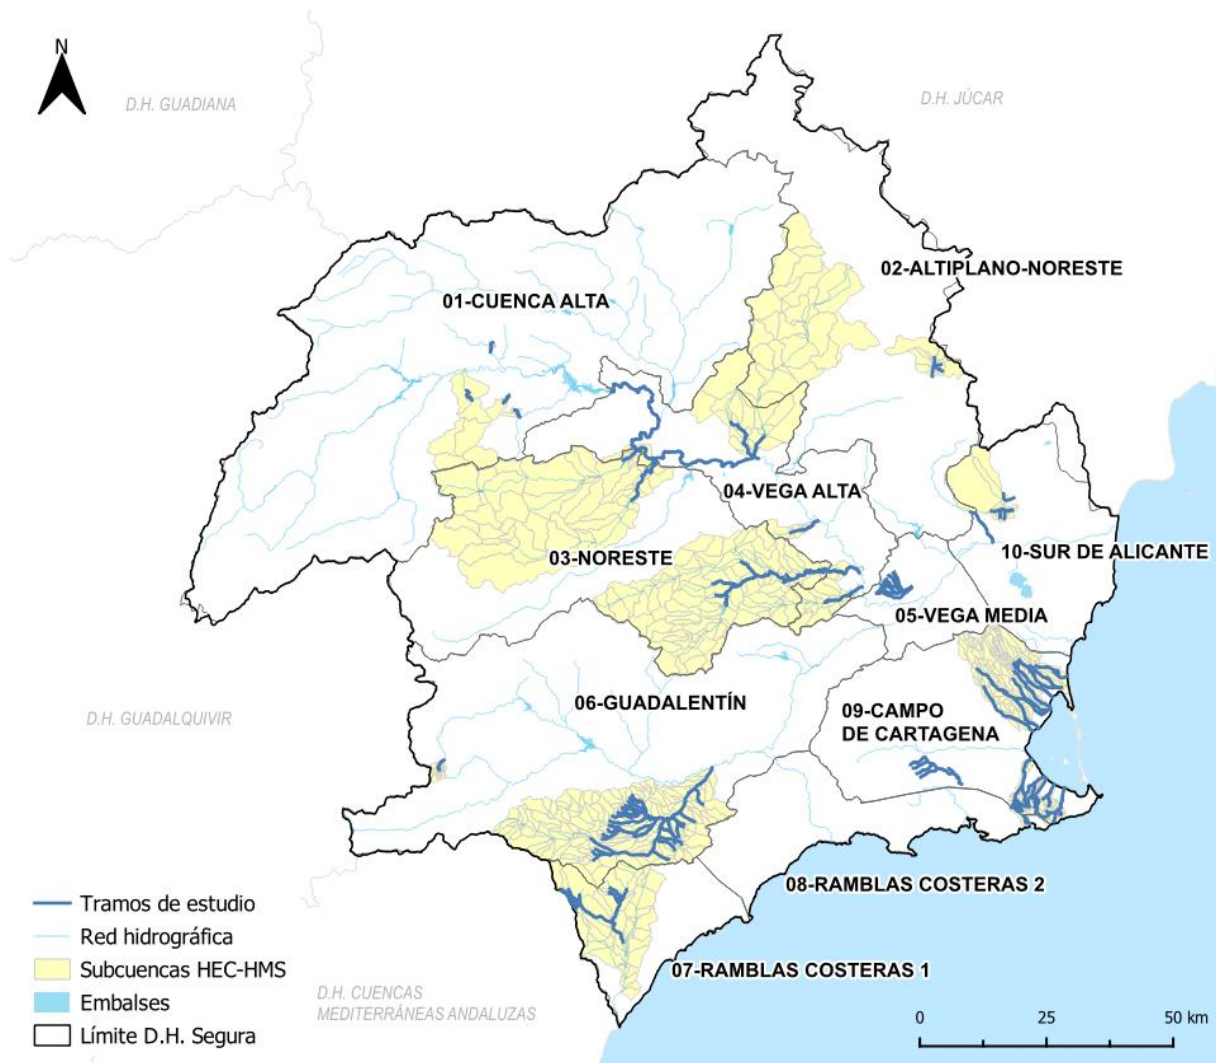 N
D.H. GUADIANA
D.H. JÚCAR
02-ALTIPLANO-NORESTE
01-CUENCA ALTA
04-VEGA ALTA
03-NORESTE
10-SUR DE ALICANTE
05-VEGA MEDIA
06-GUADALENTÍN
09-CAMPO
DE CARTAGENA
D.H. GUADALQUIVIR
08-RAMBLAS COSTERAS 2
07-RAMBLAS COSTERAS 1
D.H. CUENCAS
MEDITERRÁNEAS ANDALUZAS
Tramos de estudio
Red hidrográfica
Subcuencas HEC-HMS
Embalses
Límite D.H. Segura
0 25 50 km